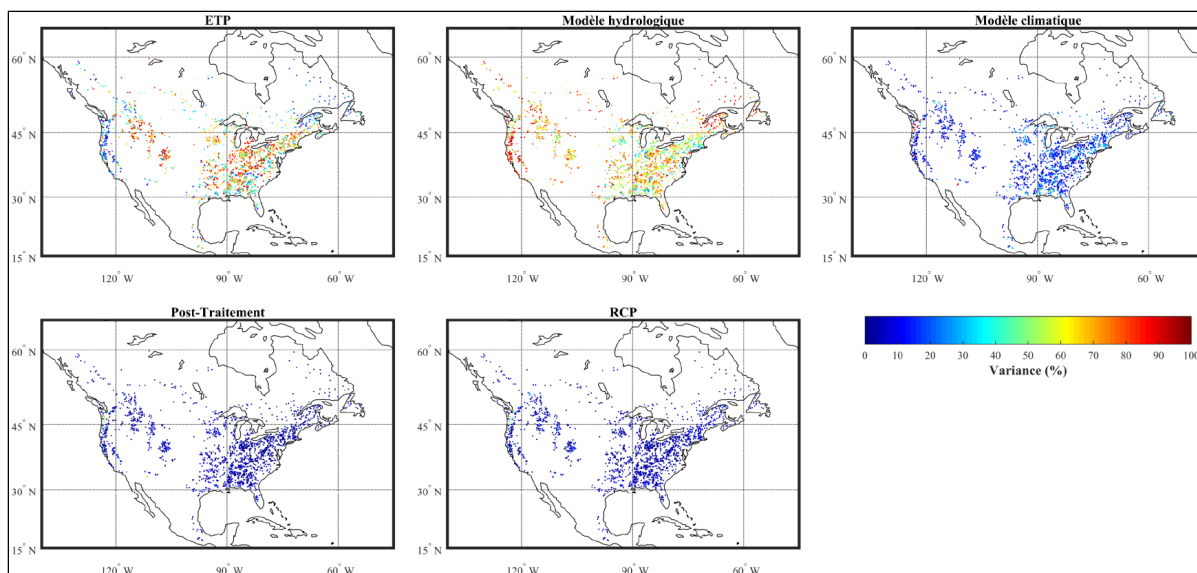 ETP
Modèle hydrologique
Modèle climatique
60° N
45° N
30° N
15° N
120° W
90° W
60° W
60° N
45° N
30° N
15° N
120° W
90° W
60° W
60° N
45° N
30° N
15° N
120° W
90° W
60° W
Post-Traitement
RCP
60° N
45° N
30° N
15° N
120° W
90° W
60° W
60° N
45° N
30° N
15° N
120° W
90° W
60° W
0 10 20 30 40 50 60 70 80 90 100
Variance (%)